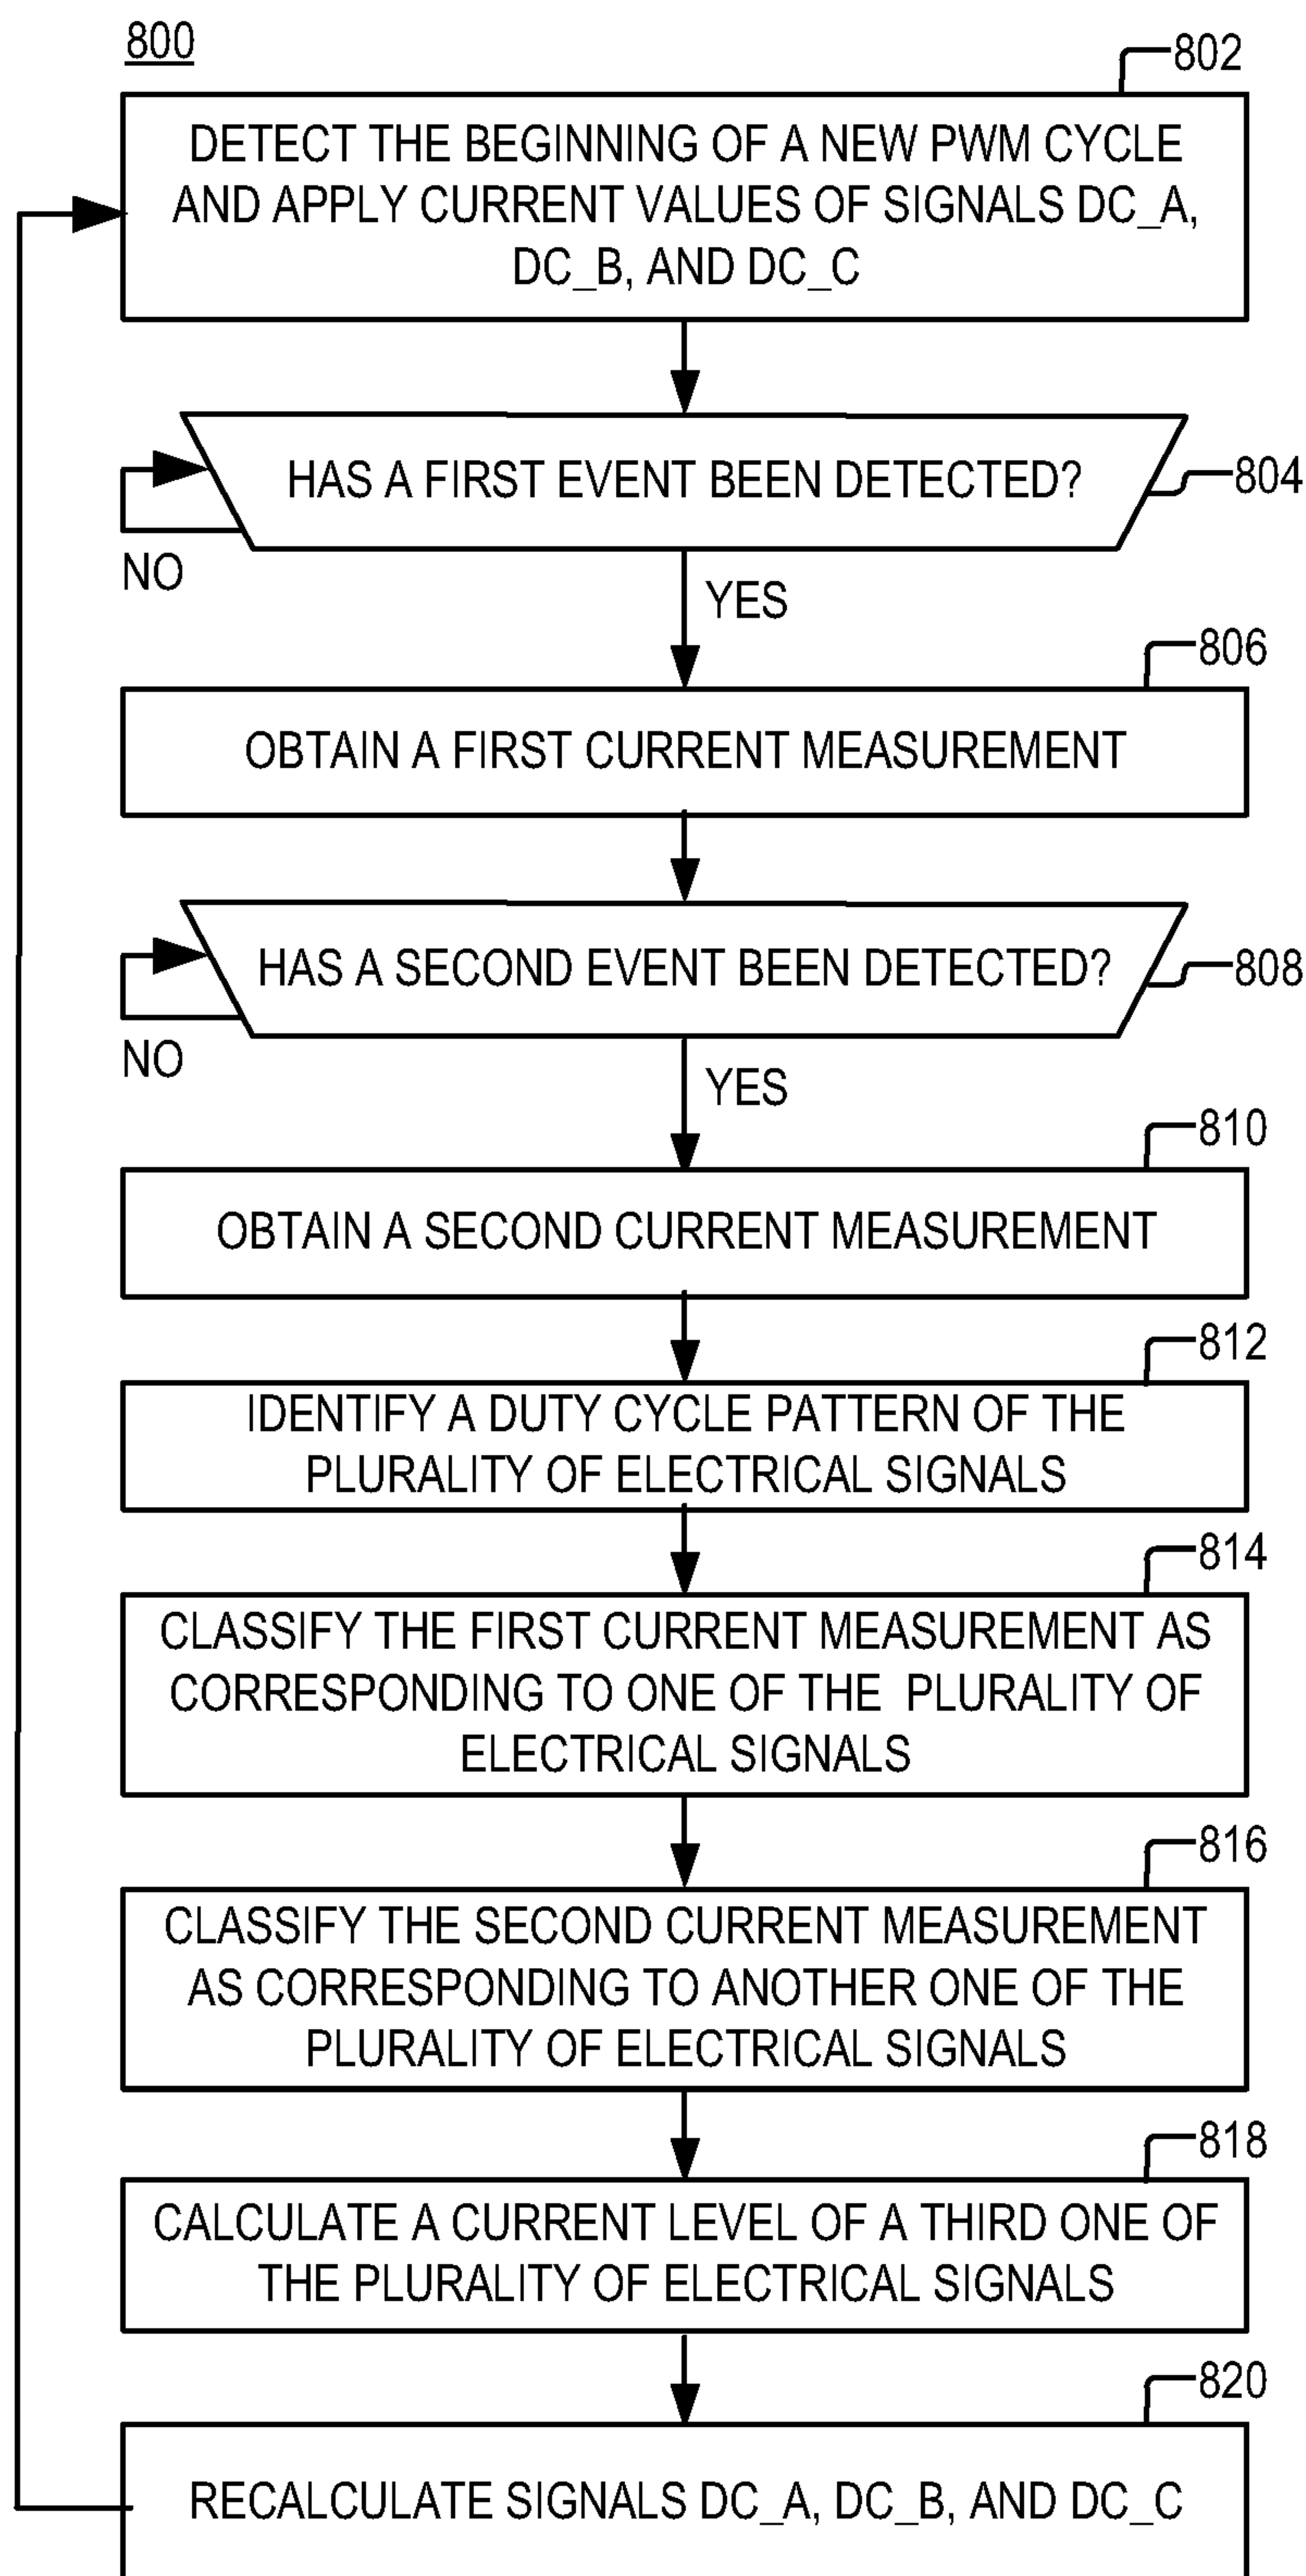 800
802
DETECT THE BEGINNING OF A NEW PWM CYCLE
AND APPLY CURRENT VALUES OF SIGNALS DC_A,
DC_B, AND DC_C
HAS A FIRST EVENT BEEN DETECTED?
804
NO
YES
806
OBTAIN A FIRST CURRENT MEASUREMENT
HAS A SECOND EVENT BEEN DETECTED?
808
NO
YES
810
OBTAIN A SECOND CURRENT MEASUREMENT
812
IDENTIFY A DUTY CYCLE PATTERN OF THE
PLURALITY OF ELECTRICAL SIGNALS
814
CLASSIFY THE FIRST CURRENT MEASUREMENT AS
CORRESPONDING TO ONE OF THE PLURALITY OF
ELECTRICAL SIGNALS
816
CLASSIFY THE SECOND CURRENT MEASUREMENT
AS CORRESPONDING TO ANOTHER ONE OF THE
PLURALITY OF ELECTRICAL SIGNALS
818
CALCULATE A CURRENT LEVEL OF A THIRD ONE OF
THE PLURALITY OF ELECTRICAL SIGNALS
820
RECALCULATE SIGNALS DC_A, DC_B, AND DC_C